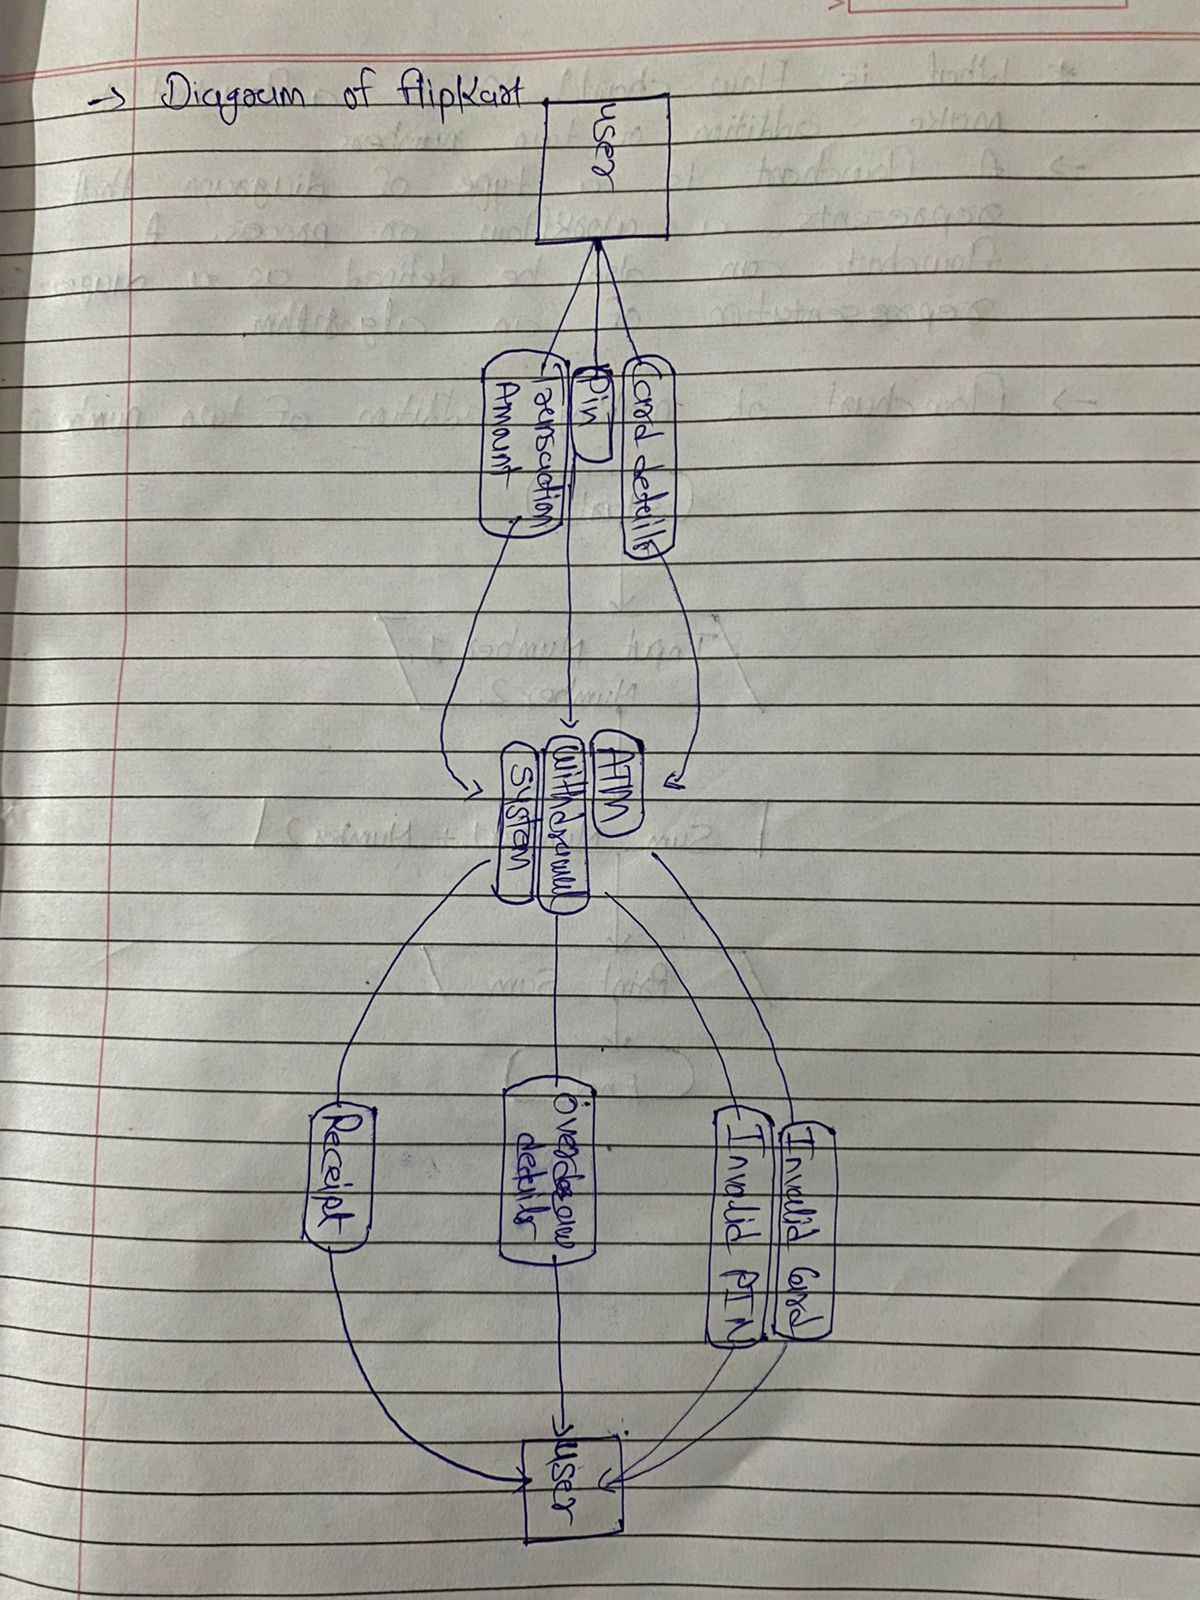 → Diagram of flipkart
user
Card details
Pin
Transaction
Amount
ATM
withdrawal
System
Invalid Card
Invalid PIN
Overdraw
details
Receipt
user